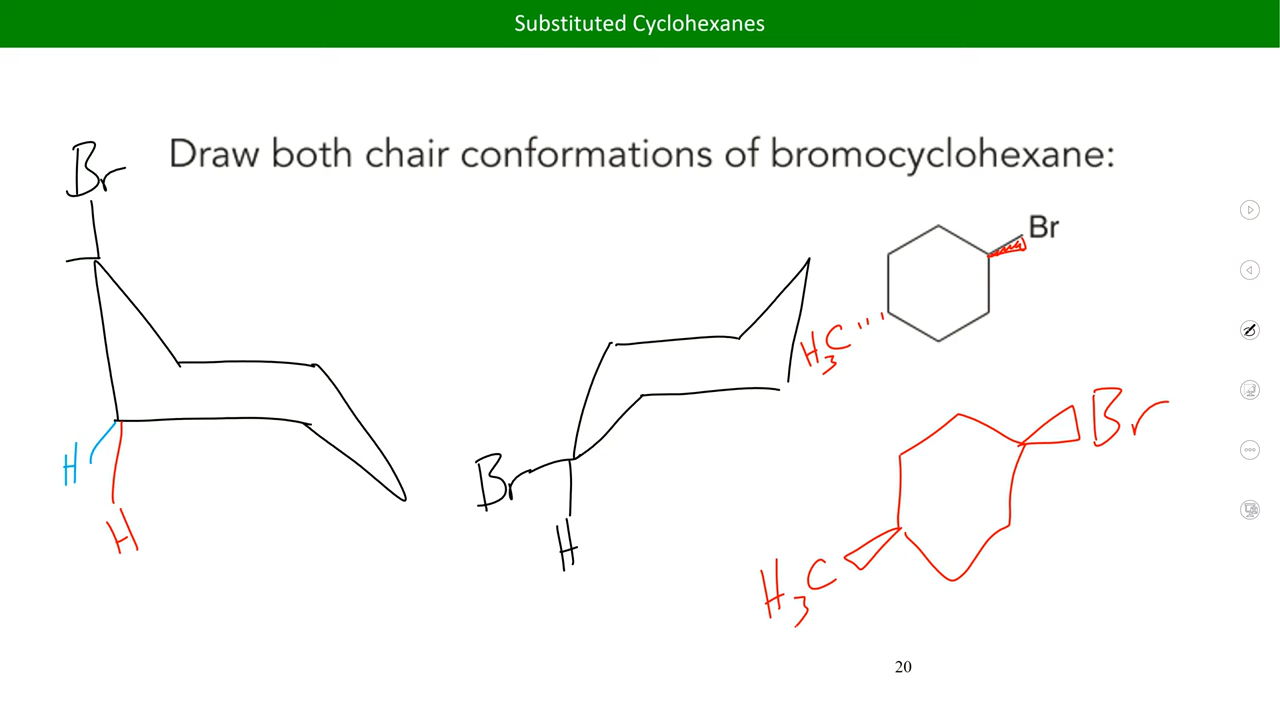 Substituted Cyclohexanes
Draw both chair conformations of bromocyclohexane:
Br
Br
H₃C
Br
H
H
Br
H
H₃C
20